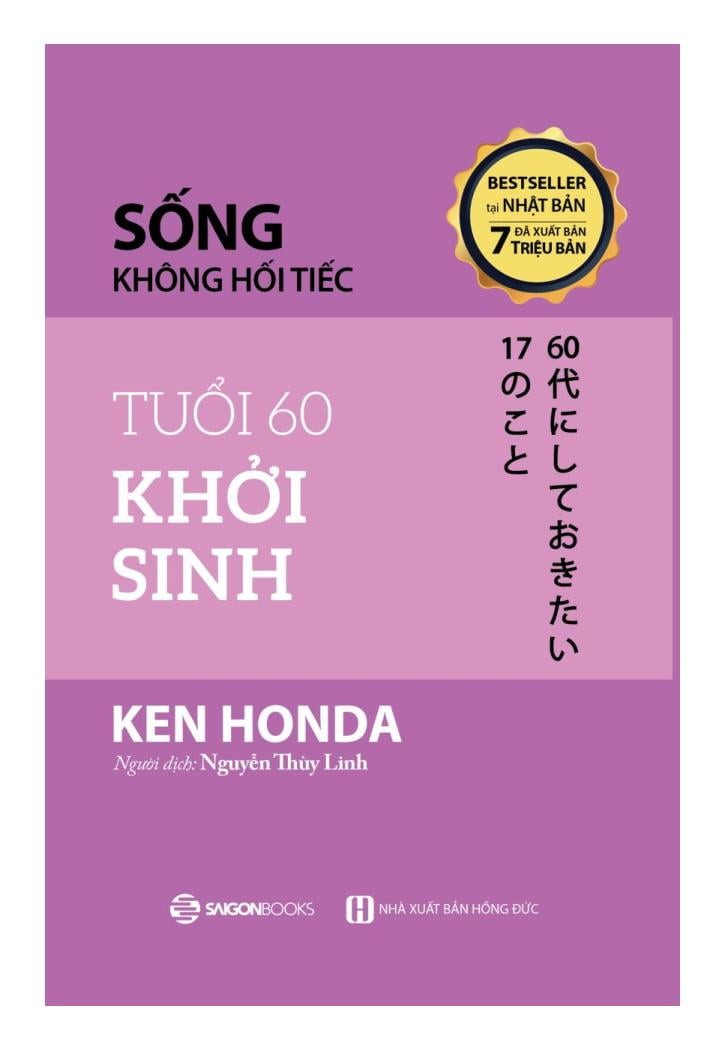 BESTSELLER
tại NHẬT BẢN
7 ĐÃ XUẤT BẢN
TRIỆU BẢN
SỐNG
KHÔNG HỐI TIẾC
60代にしておきたい
17のこと
TUỔI 60
KHỞI
SINH
KEN HONDA
Người dịch: Nguyễn Thùy Linh
SAIGONBOOKS
NHÀ XUẤT BẢN HỒNG ĐỨC